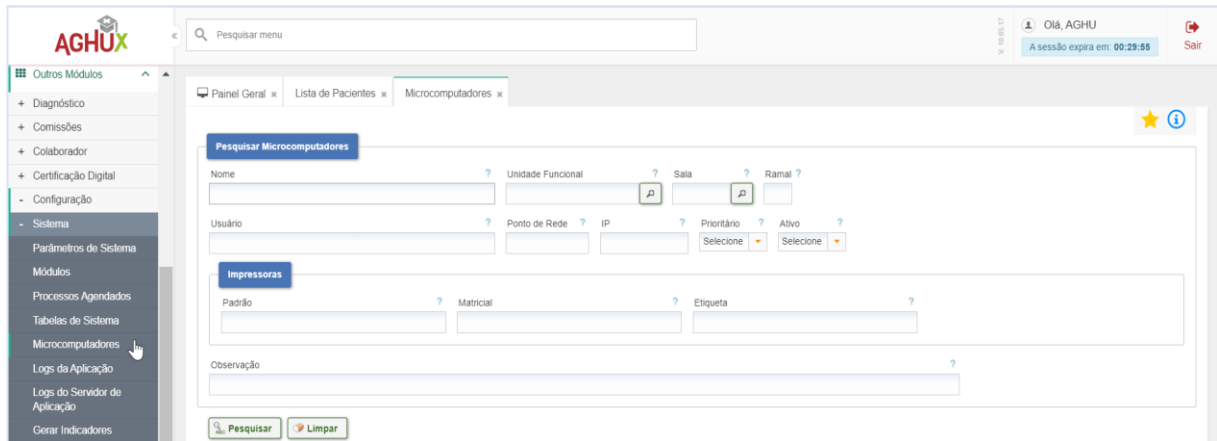 AGHUX
«
Pesquisar menu
v. 10.05.17
Olá, AGHU
A sessão expira em: 00:29:55
Sair
Outros Módulos
+ Diagnóstico
+ Comissões
+ Colaborador
+ Certificação Digital
- Configuração
- Sistema
Parâmetros de Sistema
Módulos
Processos Agendados
Tabelas de Sistema
Microcomputadores
Logs da Aplicação
Logs do Servidor de
Aplicação
Gerar Indicadores
Painel Geral × Lista de Pacientes × Microcomputadores ×
Pesquisar Microcomputadores
Nome ? Unidade Funcional ? Sala ? Ramal ?
Usuário ? Ponto de Rede ? IP ? Prioritário ? Ativo ?
Selecione Selecione
Impressoras
Padrão ? Matricial ? Etiqueta ?
Observação ?
Pesquisar Limpar